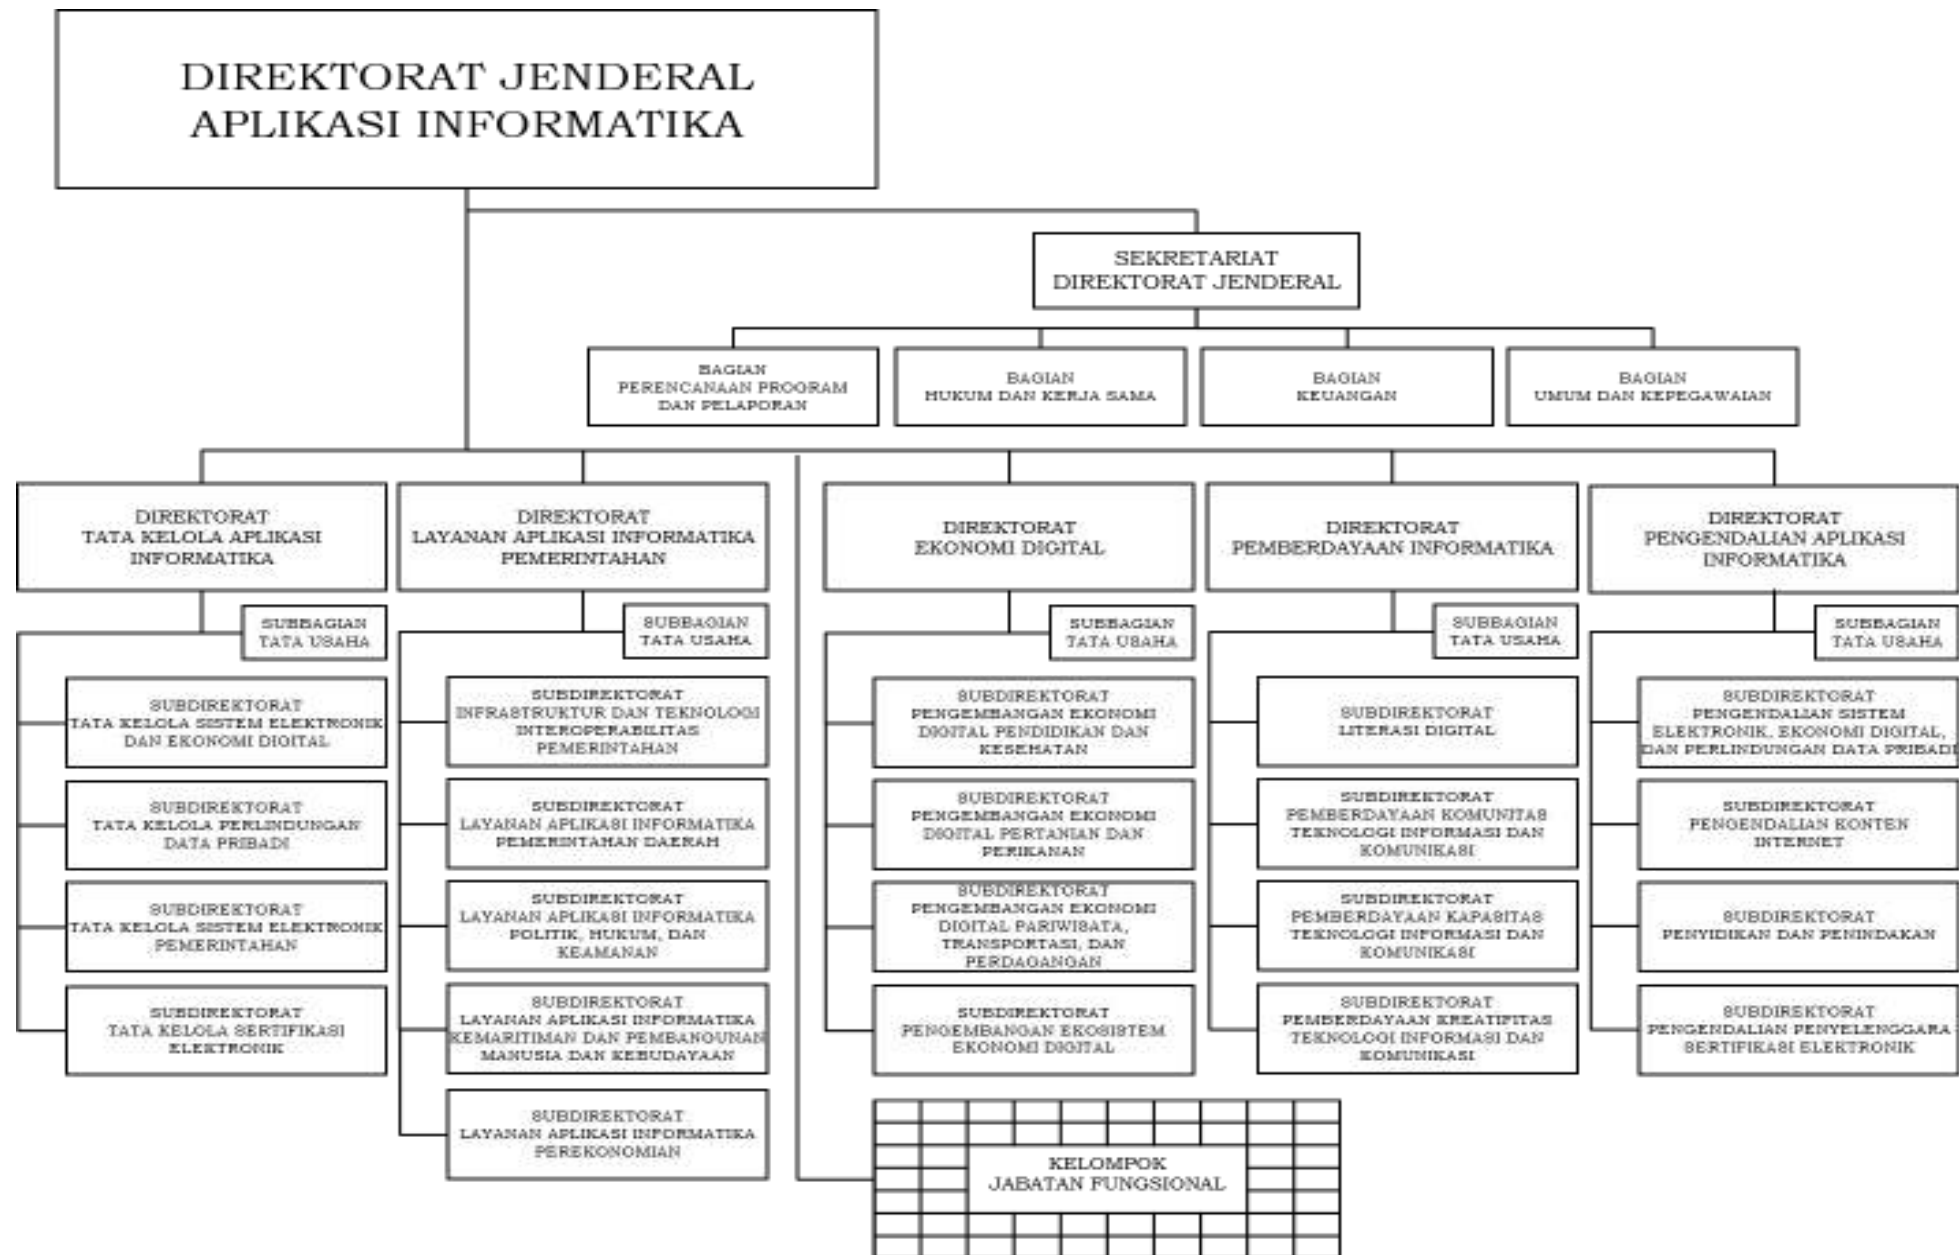 DIREKTORAT JENDERAL
APLIKASI INFORMATIKA
SEKRETARIAT
DIREKTORAT JENDERAL
BAGIAN
PERENCANAAN PROGRAM
DAN PELAPORAN
BAGIAN
HUKUM DAN KERJA SAMA
BAGIAN
KEUANGAN
BAGIAN
UMUM DAN KEPEGAWAIAN
DIREKTORAT
TATA KELOLA APLIKASI
INFORMATIKA
DIREKTORAT
LAYANAN APLIKASI INFORMATIKA
PEMERINTAHAN
DIREKTORAT
EKONOMI DIGITAL
DIREKTORAT
PEMBERDAYAAN INFORMATIKA
DIREKTORAT
PENGENDALIAN APLIKASI
INFORMATIKA
SUBBAGIAN
TATA USAHA
SUBBAGIAN
TATA USAHA
SUBBAGIAN
TATA USAHA
SUBBAGIAN
TATA USAHA
SUBBAGIAN
TATA USAHA
SUBDIREKTORAT
TATA KELOLA SISTEM ELEKTRONIK
DAN EKONOMI DIGITAL
SUBDIREKTORAT
INFRASTRUKTUR DAN TEKNOLOGI
INTEROPERABILITAS
PEMERINTAHAN
SUBDIREKTORAT
PENGEMBANGAN EKONOMI
DIGITAL PENDIDIKAN DAN
KESEHATAN
SUBDIREKTORAT
LITERASI DIGITAL
SUBDIREKTORAT
PENGENDALIAN SISTEM
ELEKTRONIK, EKONOMI DIGITAL,
DAN PERLINDUNGAN DATA PRIBADI
SUBDIREKTORAT
TATA KELOLA PERLINDUNGAN
DATA PRIBADI
SUBDIREKTORAT
LAYANAN APLIKASI INFORMATIKA
PEMERINTAHAN DAERAH
SUBDIREKTORAT
PENGEMBANGAN EKONOMI
DIGITAL PERTANIAN DAN
PERIKANAN
SUBDIREKTORAT
PEMBERDAYAAN KOMUNITAS
TEKNOLOGI INFORMASI DAN
KOMUNIKASI
SUBDIREKTORAT
PENGENDALIAN KONTEN
INTERNET
SUBDIREKTORAT
TATA KELOLA SISTEM ELEKTRONIK
PEMERINTAHAN
SUBDIREKTORAT
LAYANAN APLIKASI INFORMATIKA
POLITIK, HUKUM, DAN
KEAMANAN
SUBDIREKTORAT
PENGEMBANGAN EKONOMI
DIGITAL PARIWISATA,
TRANSPORTASI, DAN
PERDAGANGAN
SUBDIREKTORAT
PEMBERDAYAAN KAPASITAS
TEKNOLOGI INFORMASI DAN
KOMUNIKASI
SUBDIREKTORAT
PENYIDIKAN DAN PENINDAKAN
SUBDIREKTORAT
TATA KELOLA SERTIFIKASI
ELEKTRONIK
SUBDIREKTORAT
LAYANAN APLIKASI INFORMATIKA
KEMARITIMAN DAN PEMBANGUNAN
MANUSIA DAN KEBUDAYAAN
SUBDIREKTORAT
PENGEMBANGAN EKOSISTEM
EKONOMI DIGITAL
SUBDIREKTORAT
PEMBERDAYAAN KREATIFITAS
TEKNOLOGI INFORMASI DAN
KOMUNIKASI
SUBDIREKTORAT
PENGENDALIAN PENYELENGGARA
SERTIFIKASI ELEKTRONIK
SUBDIREKTORAT
LAYANAN APLIKASI INFORMATIKA
PEREKONOMIAN
KELOMPOK
JABATAN FUNGSIONAL